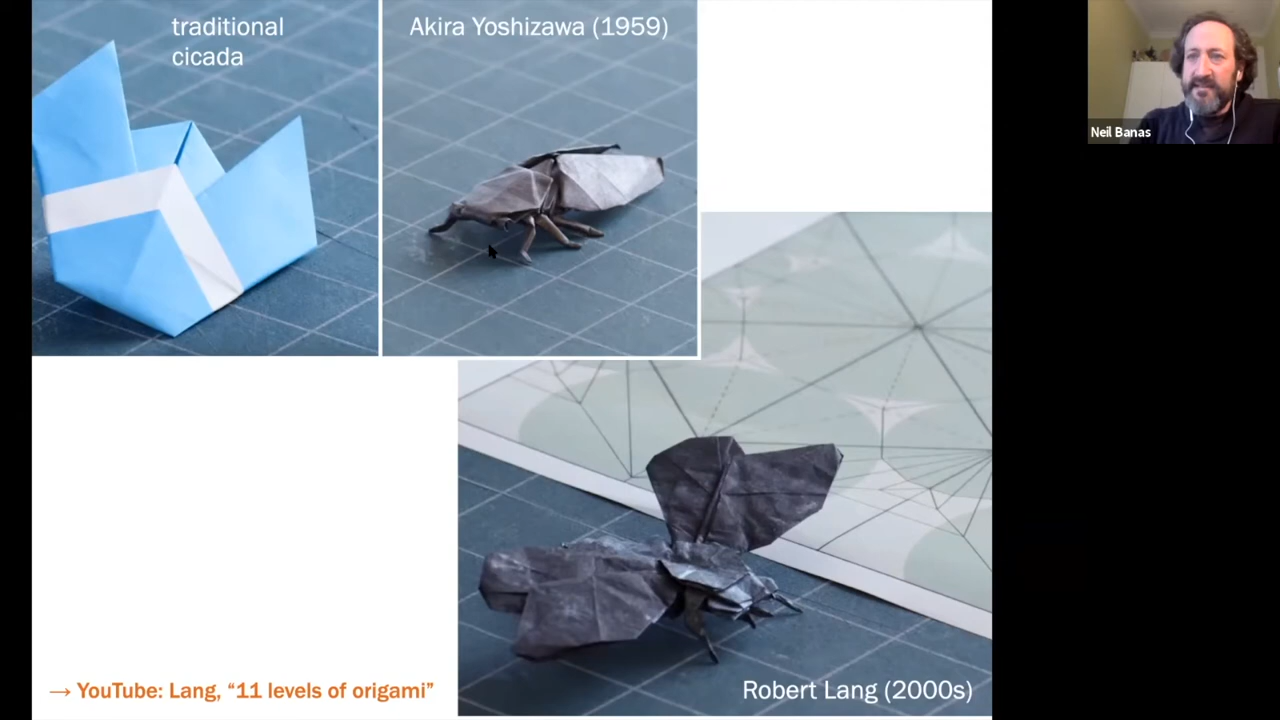 traditional
cicada
Akira Yoshizawa (1959)
Neil Banas
→ YouTube: Lang, “11 levels of origami”
Robert Lang (2000s)